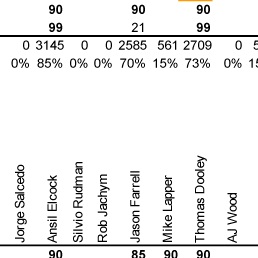 90 90 90
99 21 99
0 3145 0 0 2585 561 2709 0
0% 85% 0% 0% 70% 15% 73% 0%
Jorge Salcedo
Ansil Elcock
Silvio Rudman
Rob Jachym
Jason Farrell
Mike Lapper
Thomas Dooley
AJ Wood
90 85 90 90